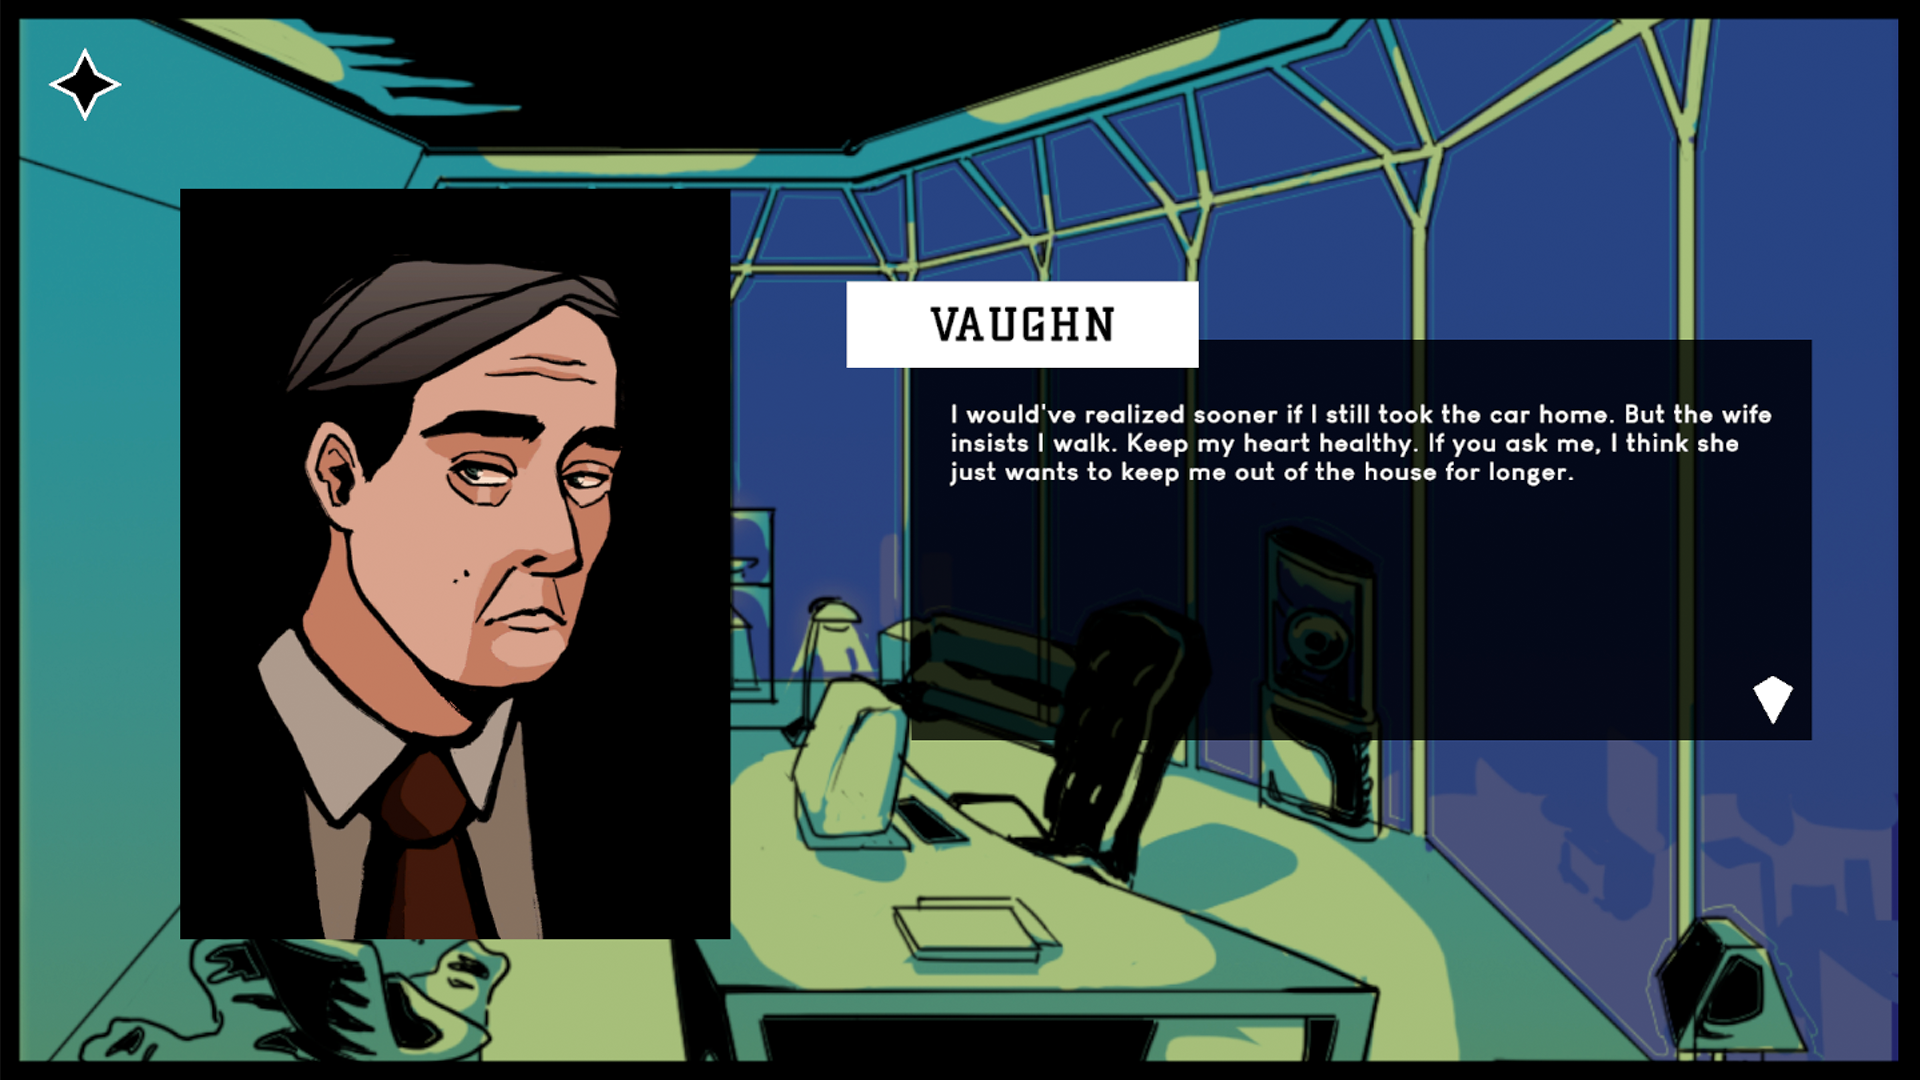 VAUGHN
I would've realized sooner if I still took the car home. But the wife
insists I walk. Keep my heart healthy. If you ask me, I think she
just wants to keep me out of the house for longer.